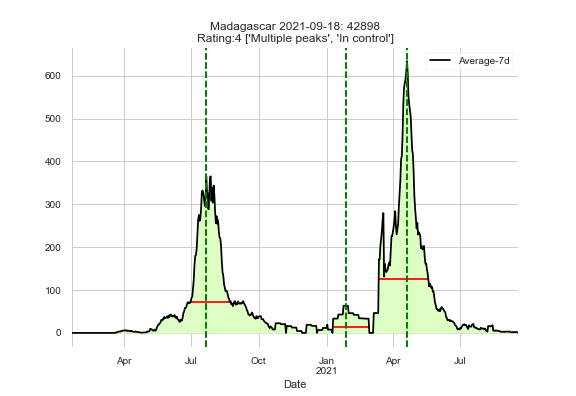 Madagascar 2021-09-18: 42898
Rating:4 ['Multiple peaks', 'In control']
Average-7d
600
500
400
300
200
100
0
Apr
Jul
Oct
Jan
2021
Apr
Jul
Date